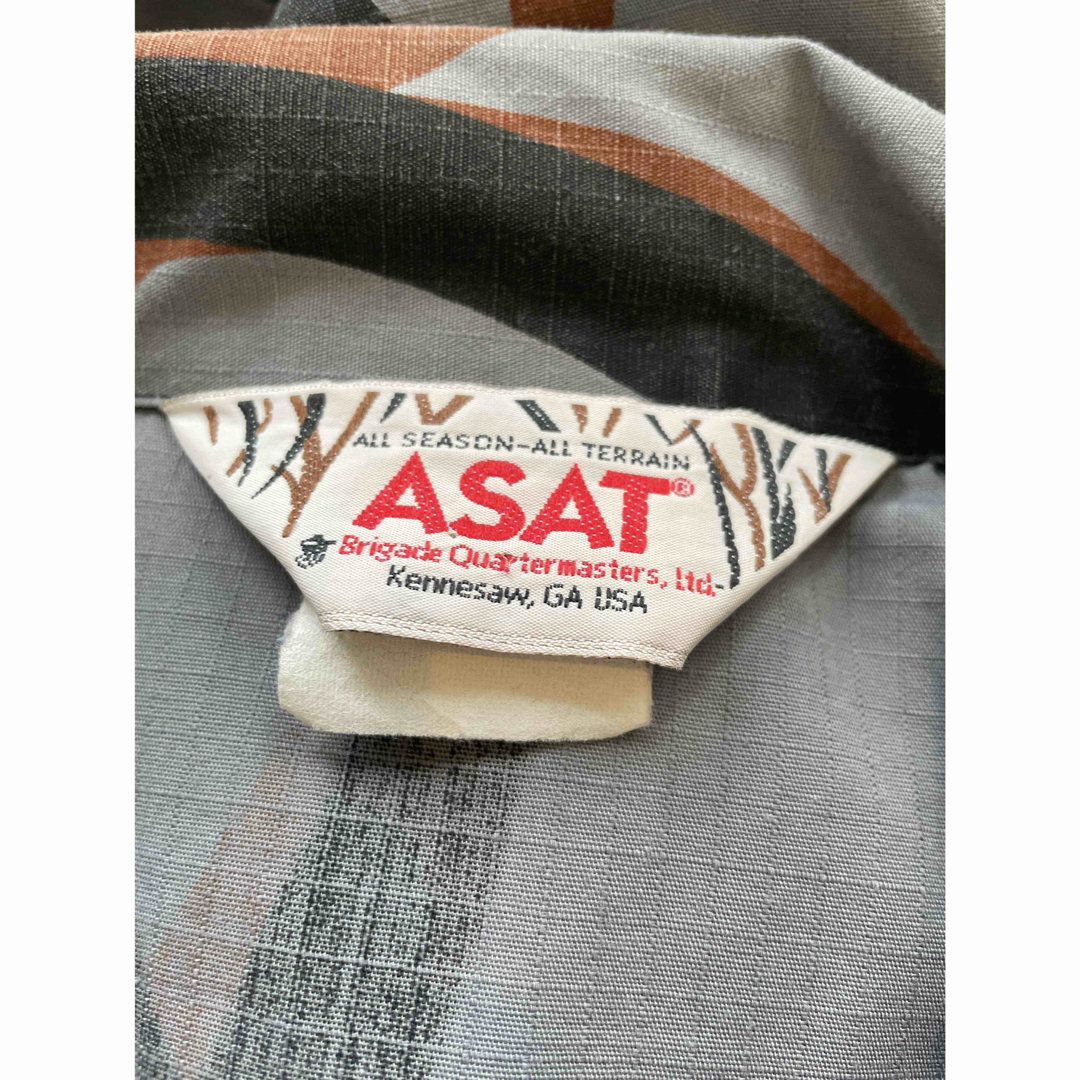 ALL SEASON-ALL TERRAIN
ASAT®
Brigade Quartermasters, Ltd.
Kennesaw, GA USA